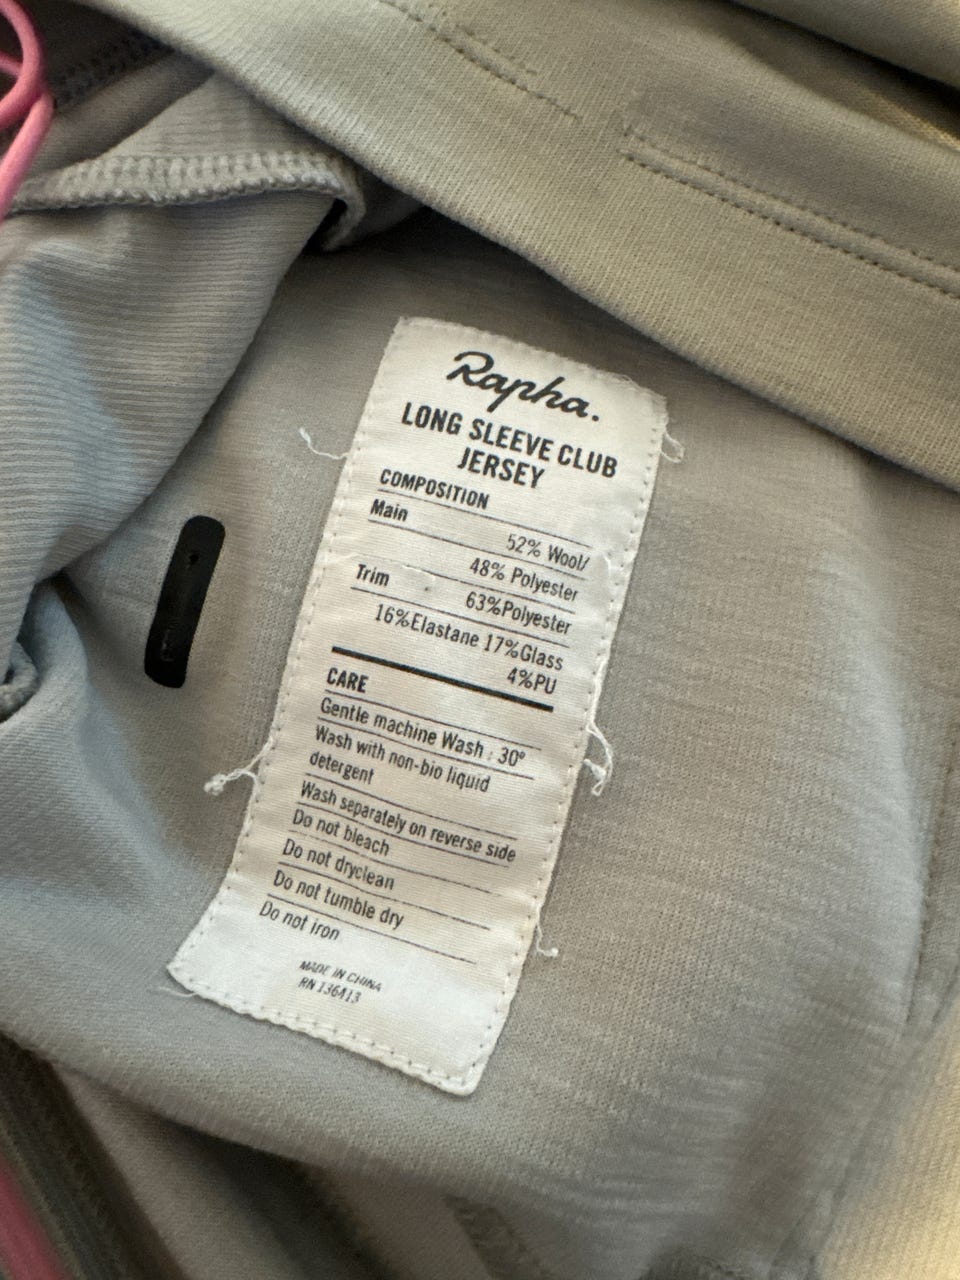 Rapha.
LONG SLEEVE CLUB
JERSEY
COMPOSITION
Main
52% Wool/
48% Polyester
Trim
63%Polyester
16%Elastane 17%Glass
4%PU
CARE
Gentle machine Wash : 30°
Wash with non-bio liquid
detergent
Wash separately on reverse side
Do not bleach
Do not dryclean
Do not tumble dry
Do not iron
MADE IN CHINA
RN 136413